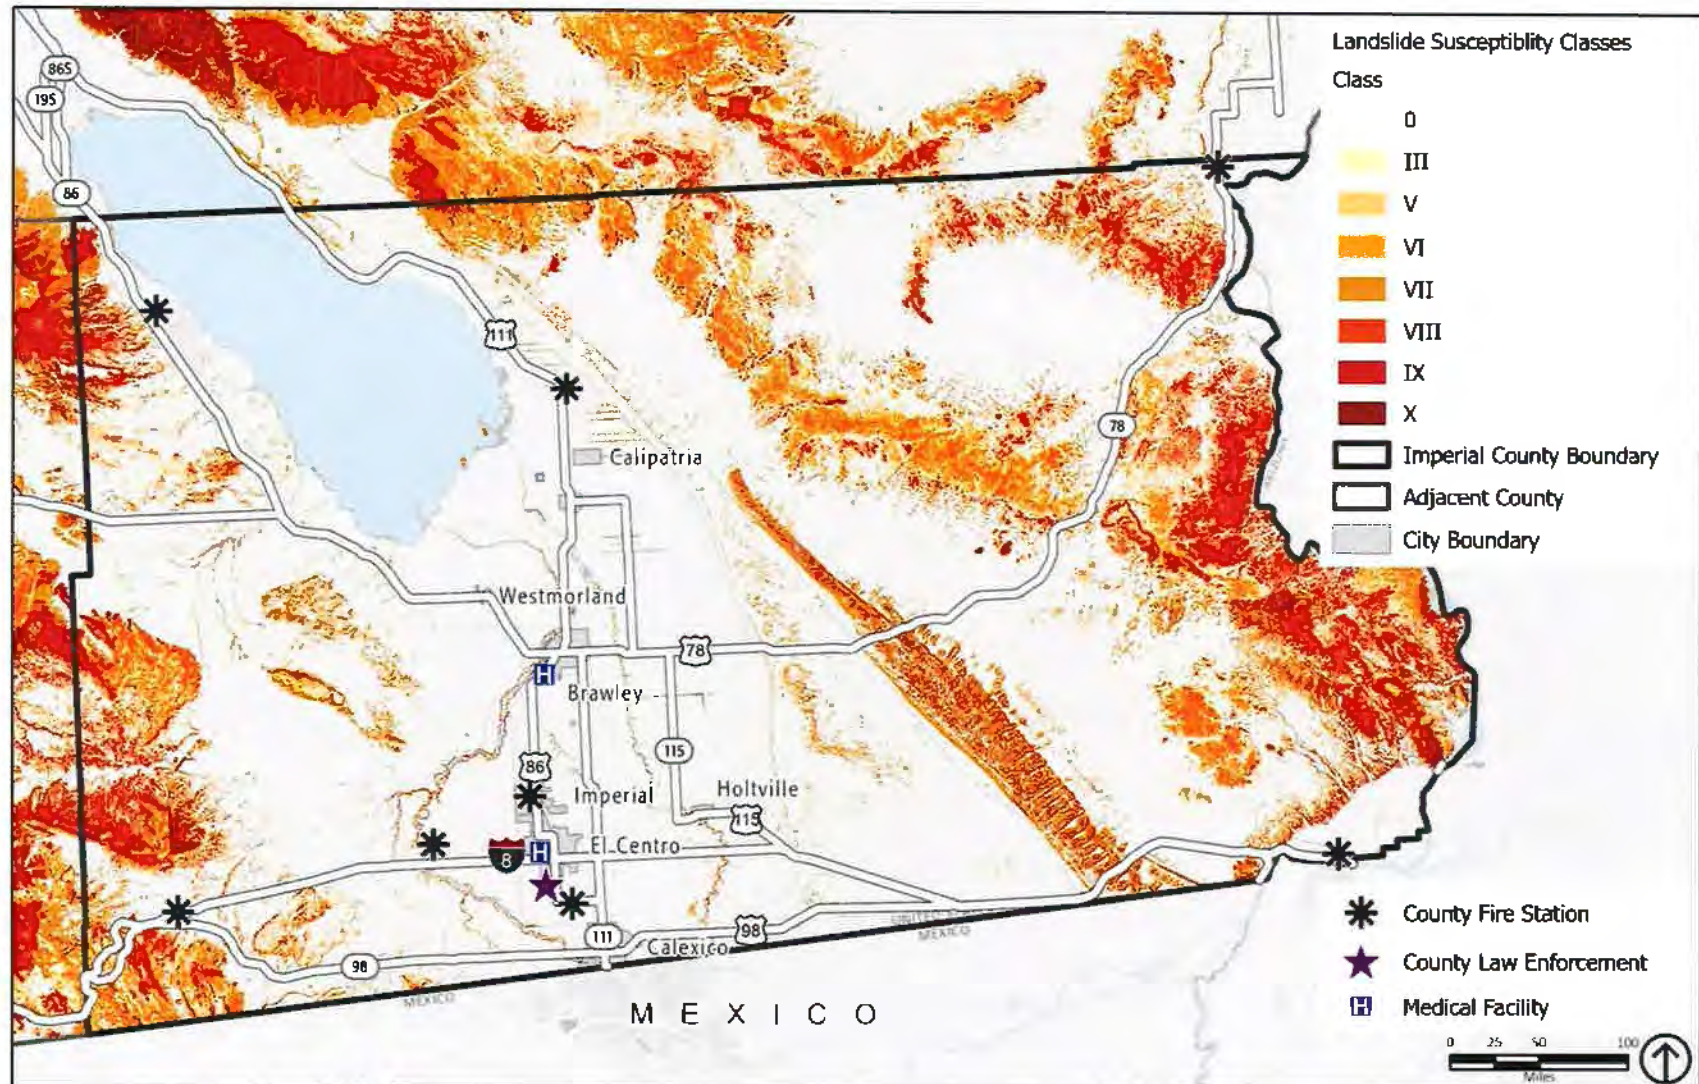 Landslide Susceptiblity Classes
Class
0
III
V
VI
VII
VIII
IX
X
Imperial County Boundary
Adjacent County
City Boundary
86S
195
86
111
78
Calipatria
Westmorland
78
Brawley
115
86
Imperial
Holtville
115
El Centro
8
98
111
Calexico
98
MEXICO
MEXICO
M E X I C O
County Fire Station
County Law Enforcement
H Medical Facility
H
H
0 25 50 100
Miles